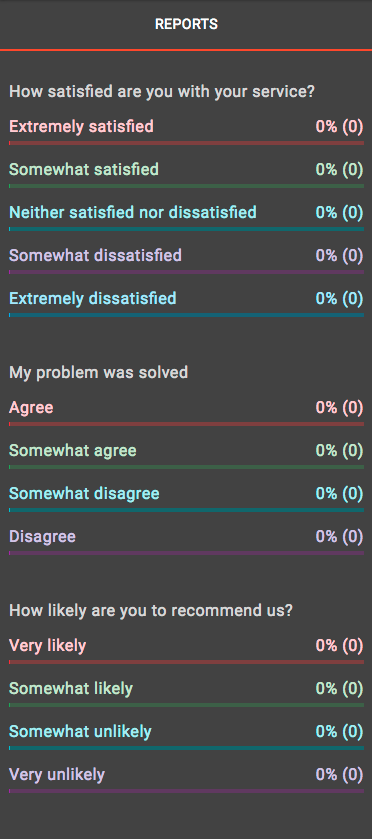 REPORTS
How satisfied are you with your service?
Extremely satisfied 0% (0)
Somewhat satisfied 0% (0)
Neither satisfied nor dissatisfied 0% (0)
Somewhat dissatisfied 0% (0)
Extremely dissatisfied 0% (0)
My problem was solved
Agree 0% (0)
Somewhat agree 0% (0)
Somewhat disagree 0% (0)
Disagree 0% (0)
How likely are you to recommend us?
Very likely 0% (0)
Somewhat likely 0% (0)
Somewhat unlikely 0% (0)
Very unlikely 0% (0)